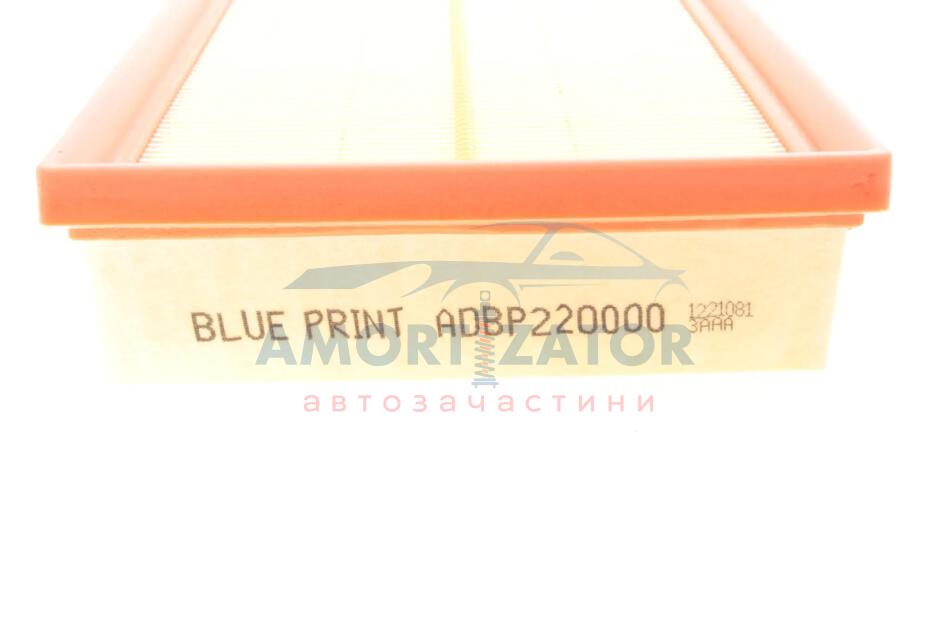 BLUE PRINT ADBP220000 1221081
3AAA
AMORTIZATOR
автозачастини